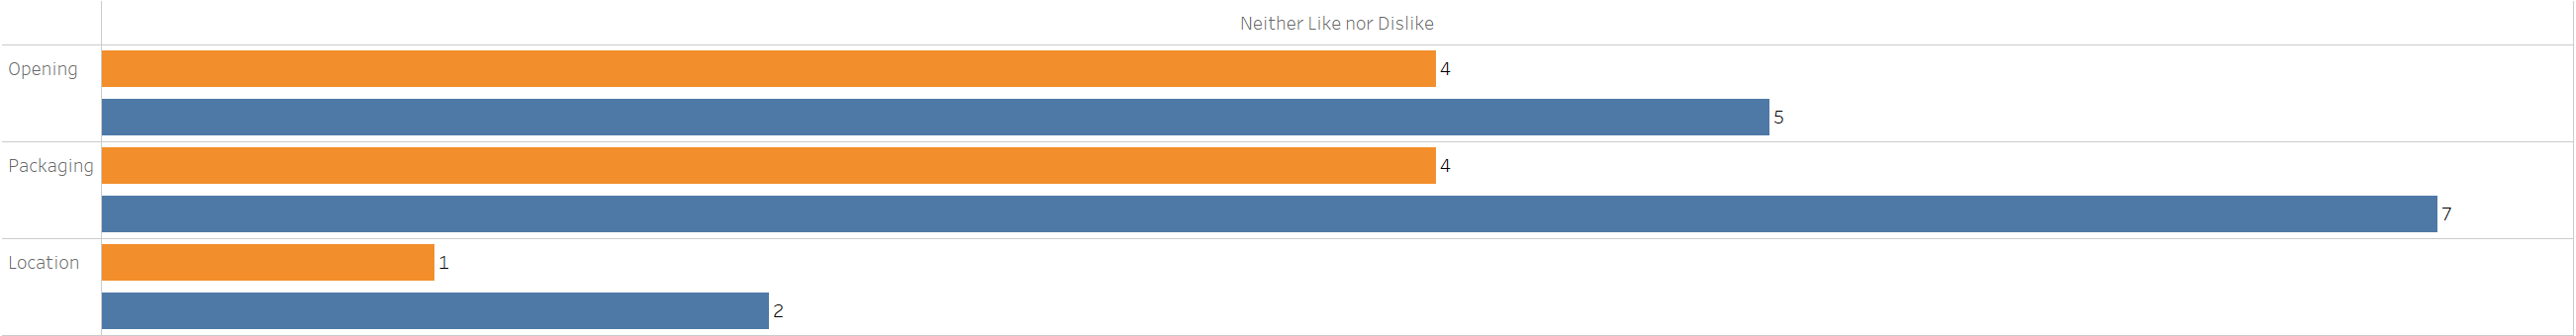 Neither Like nor Dislike
Opening 4
5
Packaging 4
7
Location 1
2